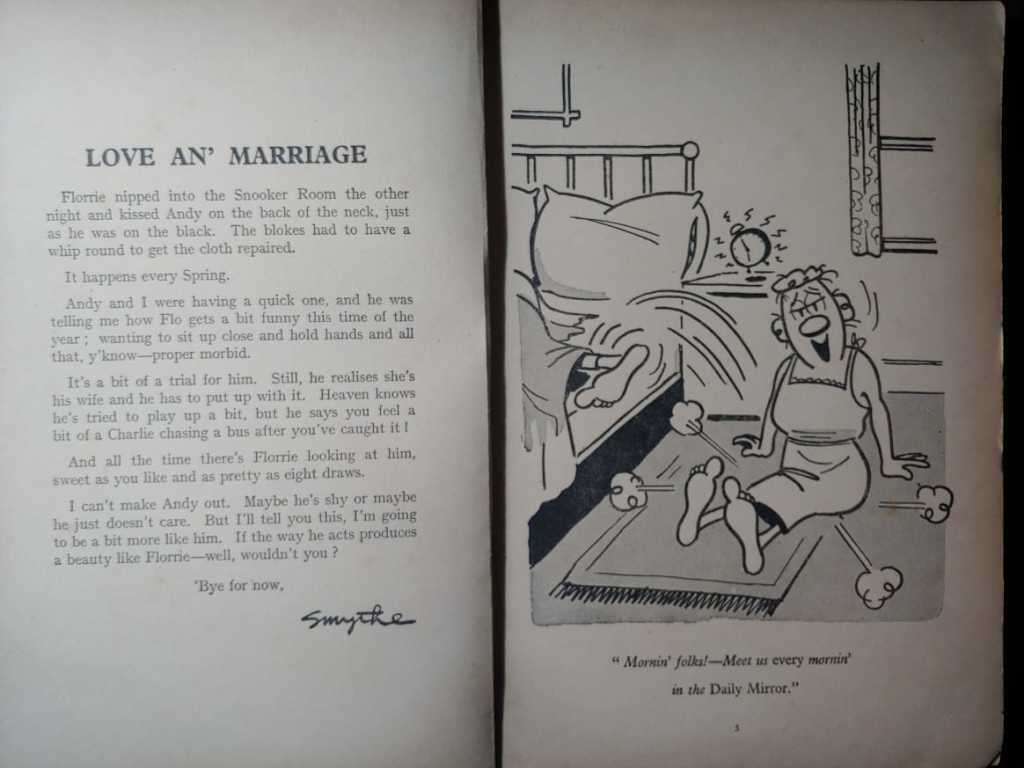 LOVE AN' MARRIAGE
Florrie nipped into the Snooker Room the other
night and kissed Andy on the back of the neck, just
as he was on the black. The blokes had to have a
whip round to get the cloth repaired.
It happens every Spring.
Andy and I were having a quick one, and he was
telling me how Flo gets a bit funny this time of the
year ; wanting to sit up close and hold hands and all
that, y'know—proper morbid.
It's a bit of a trial for him. Still, he realises she's
his wife and he has to put up with it. Heaven knows
he's tried to play up a bit, but he says you feel a
bit of a Charlie chasing a bus after you've caught it !
And all the time there's Florrie looking at him,
sweet as you like and as pretty as eight draws.
I can't make Andy out. Maybe he's shy or maybe
he just doesn't care. But I'll tell you this, I'm going
to be a bit more like him. If the way he acts produces
a beauty like Florrie—well, wouldn't you ?
'Bye for now,
Smythe
" Mornin' folks!—Meet us every mornin'
in the Daily Mirror."
3